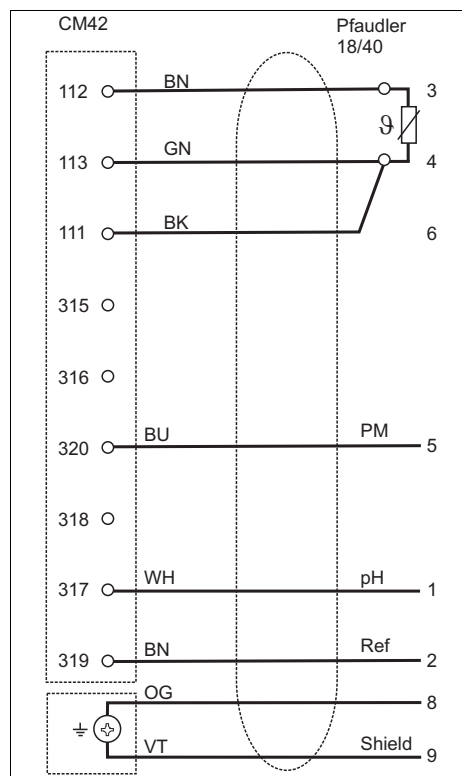 CM42 Pfaudler
18/40
112 BN 3
ϑ
113 GN 4
111 BK 6
315
316
320 BU PM 5
318
317 WH pH 1
319 BN Ref 2
OG 8
VT Shield 9